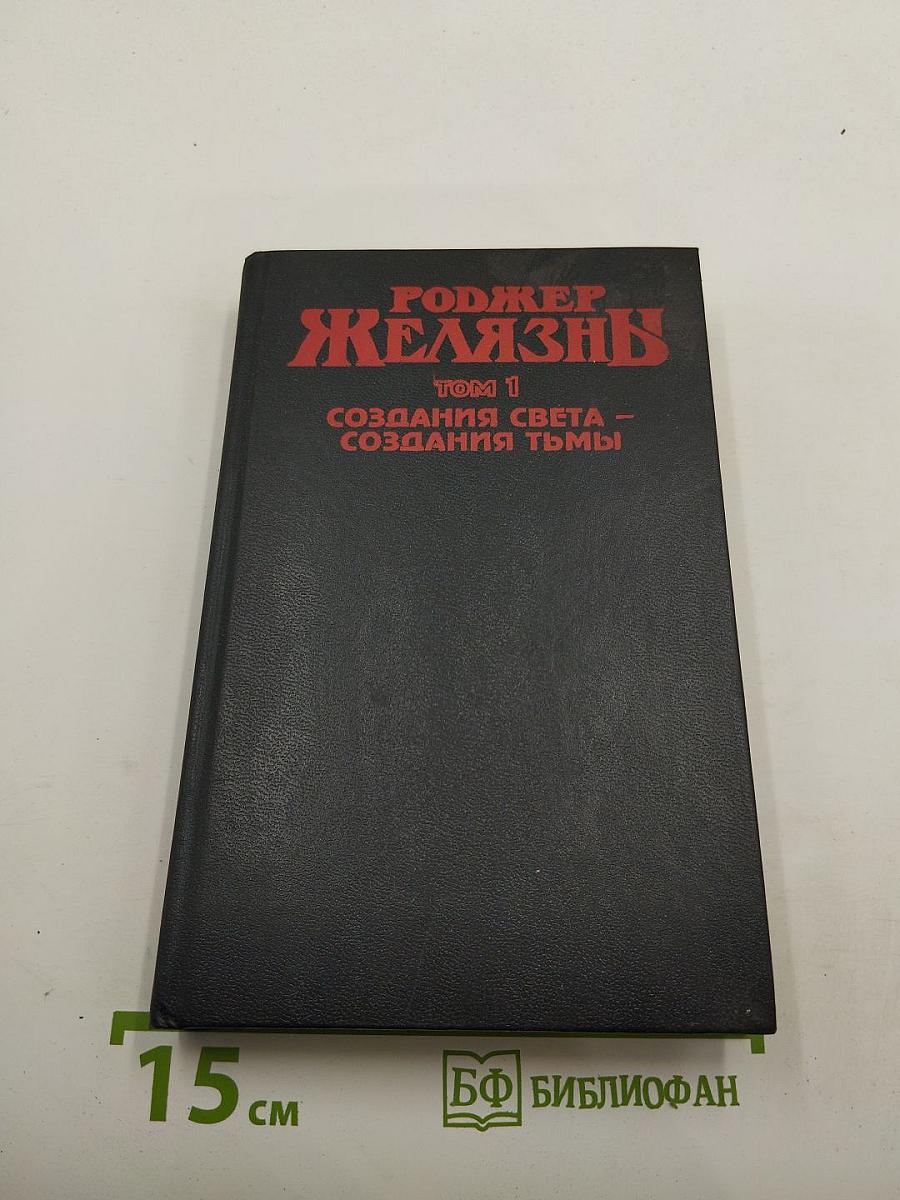 РОДЖЕР
ЖЕЛЯЗНЫ
ТОМ 1
СОЗДАНИЯ СВЕТА –
СОЗДАНИЯ ТЬМЫ
15 см
БФ БИБЛИОФАН